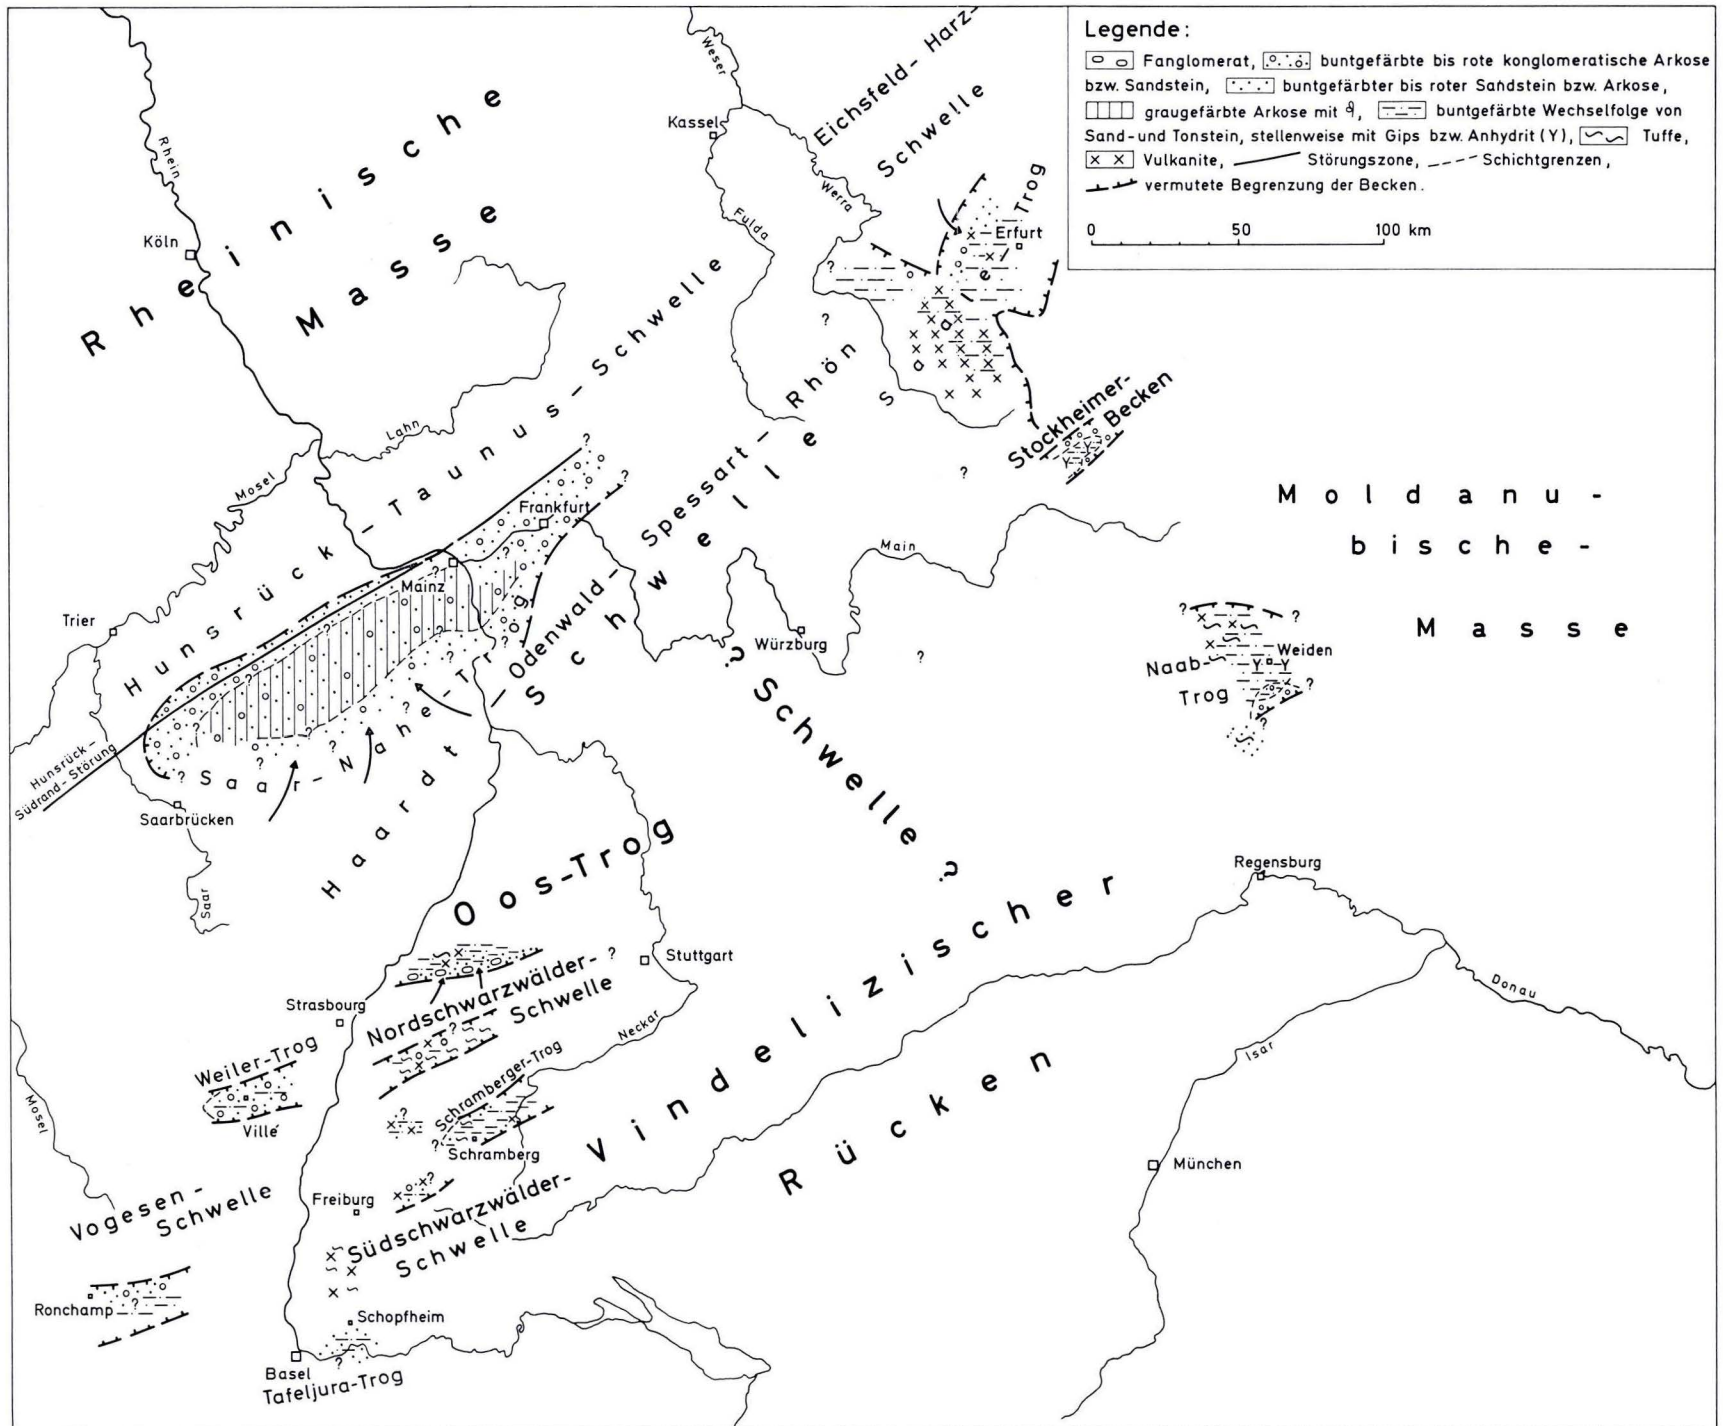 Legende:
Fanglomerat, buntgefärbte bis rote konglomeratische Arkose
bzw. Sandstein, buntgefärbter bis roter Sandstein bzw. Arkose,
graugefärbte Arkose mit
buntgefärbte Wechselfolge von
Sand- und Tonstein, stellenweise mit Gips bzw. Anhydrit (Y), Tuffe,
Vulkanite, Störungszone, Schichtgrenzen,
vermutete Begrenzung der Becken.
0 50 100 km
Weser
Eichsfeld-Harz-
Schwelle
Kassel
Rhein
Rheinische
Masse
Köln
Werra
Fulda
Saale-Trog
Erfurt
?
?
Hunsrück-Taunus-Schwelle
Lahn
Mosel
Stockheimer-
Becken
?
?
?
Haardt-Odenwald-Spessart-Rhön
Schwelle
Frankfurt
?
Mainz
?
Main
Moldanu-
bische-
Masse
Trier
Würzburg
?
? Schwelle ?
? ?
Naab-
Trog
Weiden
Y Y
?
?
Hunsrück-
Südrand-Störung
Saar-Nahe-Trog
? ? ? ? ? ? ? ?
Saarbrücken
Saar
Oos-Trog
Regensburg
Vindelizischer
Rücken
Stuttgart
Nordschwarzwälder- ?
Schwelle
?
Strasbourg
Neckar
Donau
Isar
Weiler-Trog
Villé
Schramberger-Trog
?
?
Schramberg
Mosel
München
Vogesen-
Schwelle
Freiburg
?
Südschwarzwälder-
Schwelle
Ronchamp
?
Schopfheim
?
Basel
Tafeljura-Trog